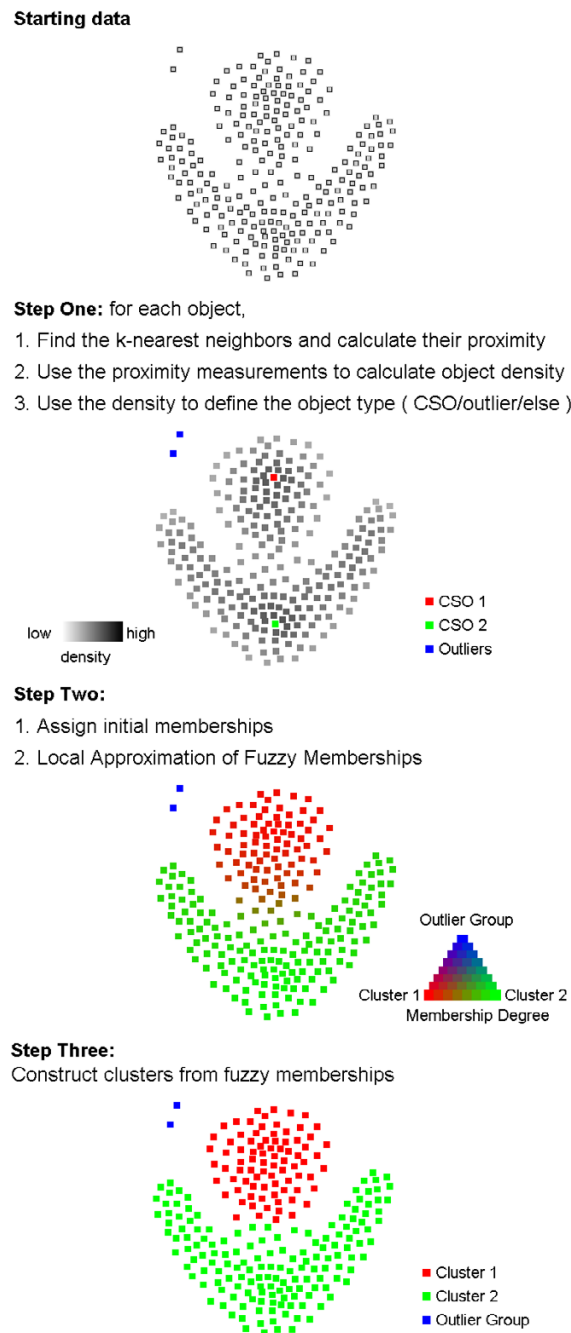 Starting data
Step One: for each object,
1. Find the k-nearest neighbors and calculate their proximity
2. Use the proximity measurements to calculate object density
3. Use the density to define the object type ( CSO/outlier/else )
low high
density
CSO 1
CSO 2
Outliers
Step Two:
1. Assign initial memberships
2. Local Approximation of Fuzzy Memberships
Outlier Group
Cluster 1 Cluster 2
Membership Degree
Step Three:
Construct clusters from fuzzy memberships
Cluster 1
Cluster 2
Outlier Group